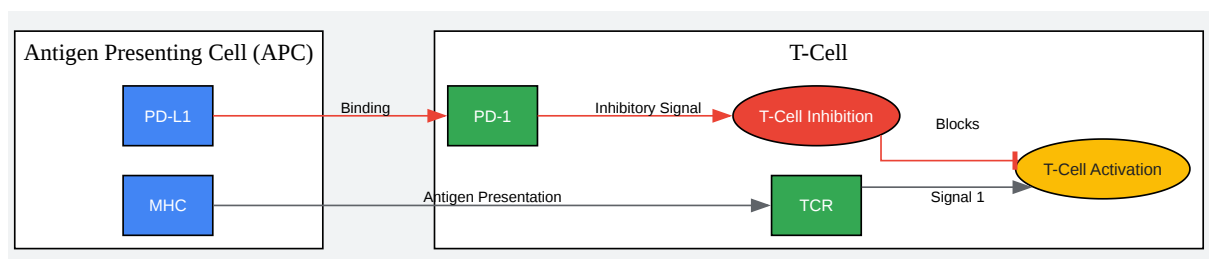 Antigen Presenting Cell (APC)
T-Cell
PD-L1
Binding
PD-1
Inhibitory Signal
T-Cell Inhibition
Blocks
T-Cell Activation
MHC
Antigen Presentation
TCR
Signal 1